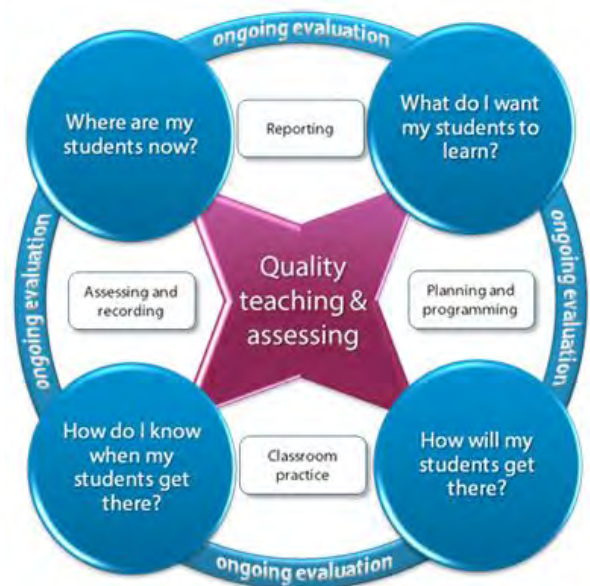 ongoing evaluation
Where are my
students now?
Reporting
What do I want
my students to
learn?
ongoing evaluation
ongoing evaluation
Assessing and
recording
Quality
teaching &
assessing
Planning and
programming
How do I know
when my
students get
there?
Classroom
practice
How will my
students get
there?
ongoing evaluation